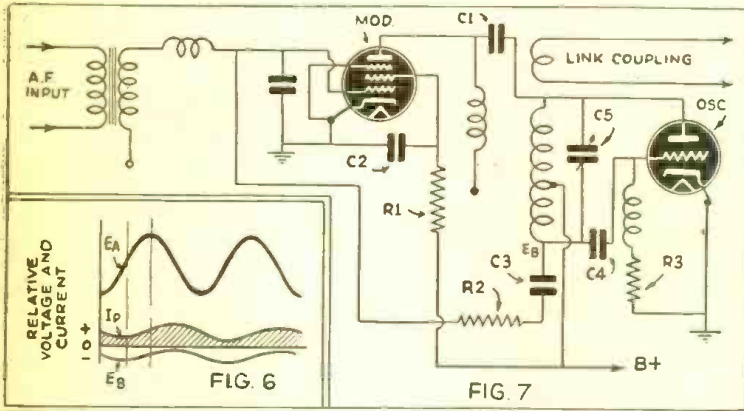 A.F.
INPUT
MOD.
C1
LINK COUPLING
OSC
C5
C2
R1
EB
C4
C3
R2
R3
B+
FIG. 7
RELATIVE
VOLTAGE AND
CURRENT
EA
IP
+
0
-
EB
FIG. 6